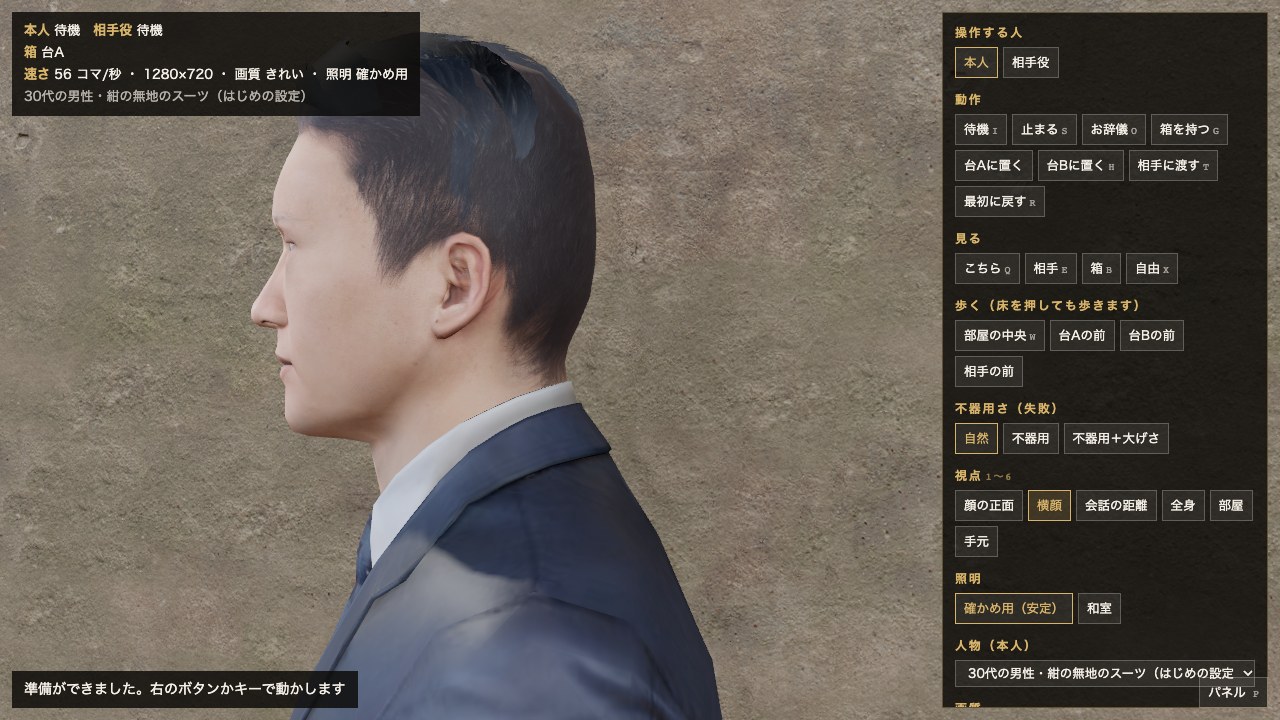 本人 待機 相手役 待機
箱 台A
速さ 56 コマ/秒 ・ 1280×720 ・ 画質 きれい ・ 照明 確かめ用
30代の男性・紺の無地のスーツ（はじめの設定）
準備ができました。右のボタンかキーで動かします
操作する人
本人 相手役
動作
待機 I 止まる S お辞儀 O 箱を持つ G
台Aに置く 台Bに置く H 相手に渡す T
最初に戻す R
見る
こちら Q 相手 E 箱 B 自由 X
歩く（床を押しても歩きます）
部屋の中央 W 台Aの前 台Bの前
相手の前
不器用さ（失敗）
自然 不器用 不器用＋大げさ
視点 1〜6
顔の正面 横顔 会話の距離 全身 部屋
手元
照明
確かめ用（安定） 和室
人物（本人）
30代の男性・紺の無地のスーツ（はじめの設定
パネル P